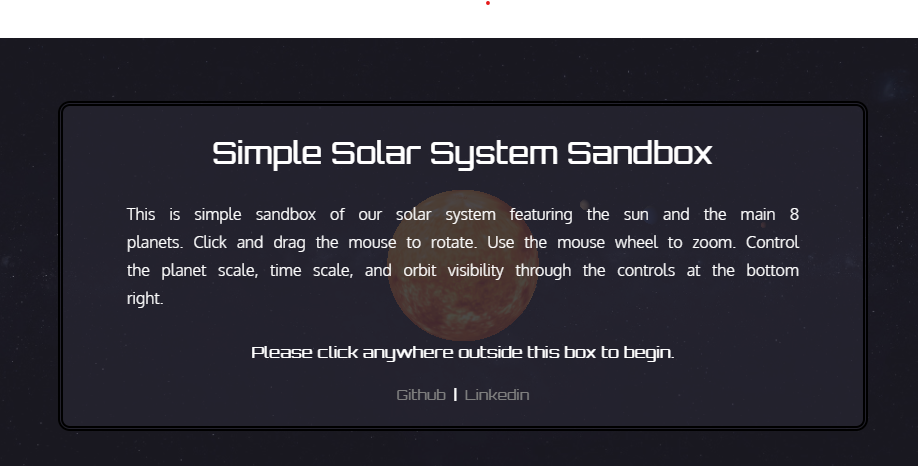 Simple Solar System Sandbox
This is simple sandbox of our solar system featuring the sun and the main 8
planets. Click and drag the mouse to rotate. Use the mouse wheel to zoom. Control
the planet scale, time scale, and orbit visibility through the controls at the bottom
right.
Please click anywhere outside this box to begin.
Github | Linkedin